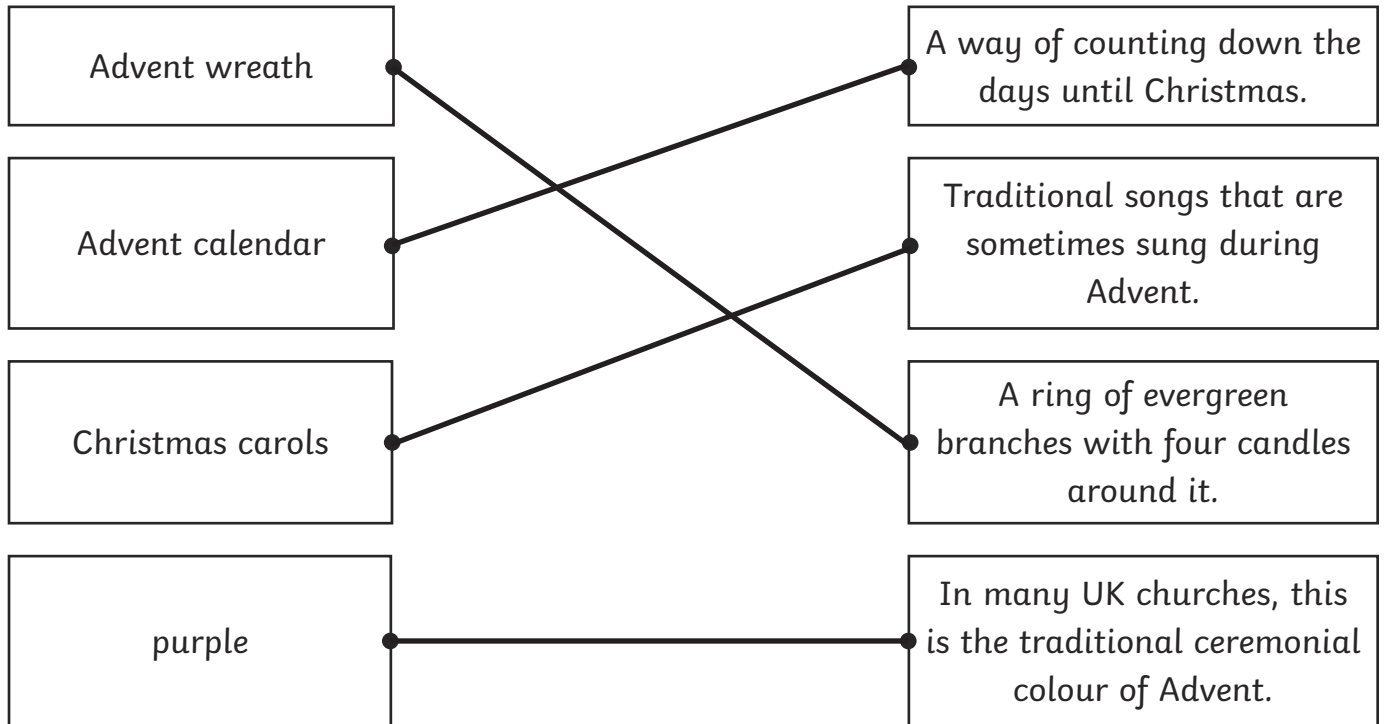 Advent wreath
A way of counting down the
days until Christmas.
Advent calendar
Traditional songs that are
sometimes sung during
Advent.
Christmas carols
A ring of evergreen
branches with four candles
around it.
purple
In many UK churches, this
is the traditional ceremonial
colour of Advent.